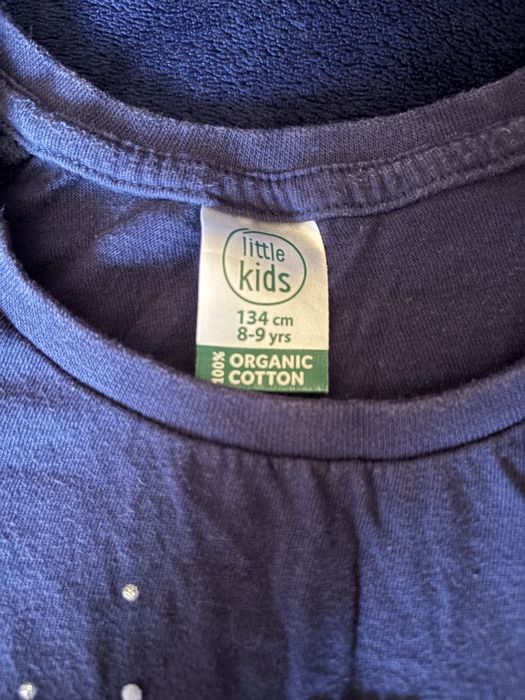 little
kids
134 cm
8-9 yrs
100% ORGANIC
COTTON